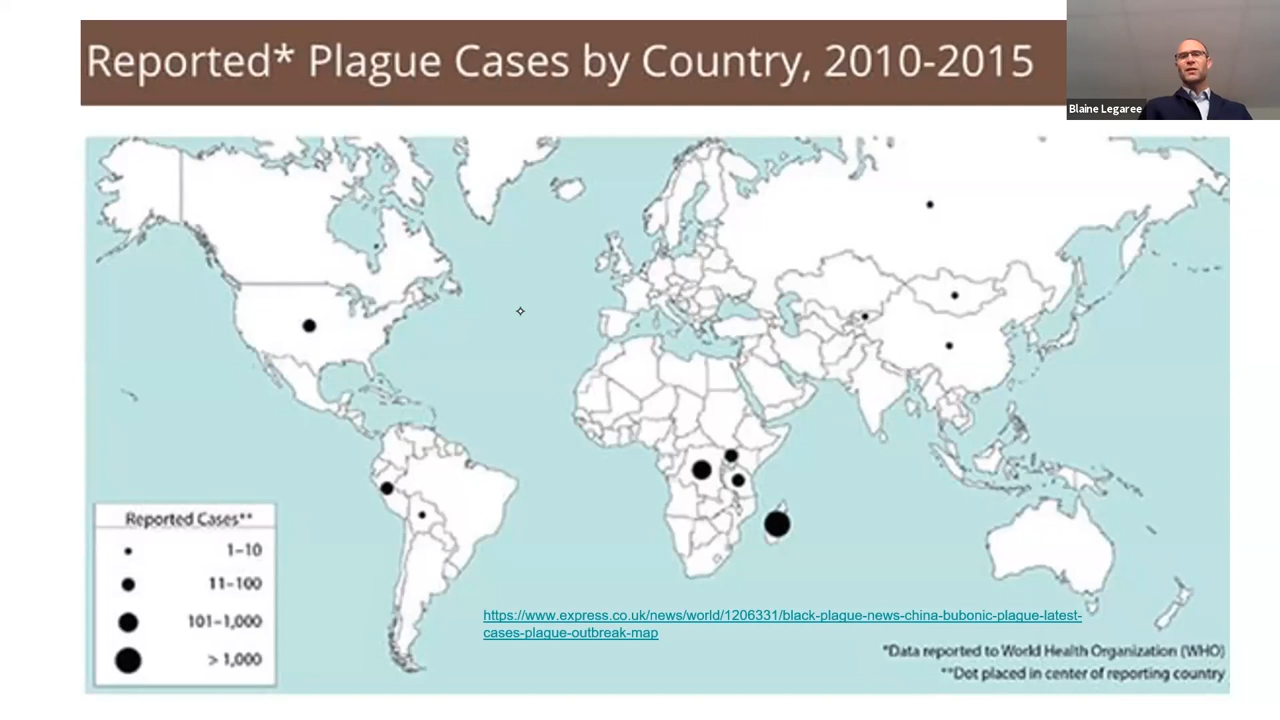 Reported* Plague Cases by Country, 2010-2015
Blaine Legaree
Reported Cases**
1–10
11–100
101–1,000
> 1,000
https://www.express.co.uk/news/world/1206331/black-plague-news-china-bubonic-plague-latest-
cases-plague-outbreak-map
*Data reported to World Health Organization (WHO)
**Dot placed in center of reporting country